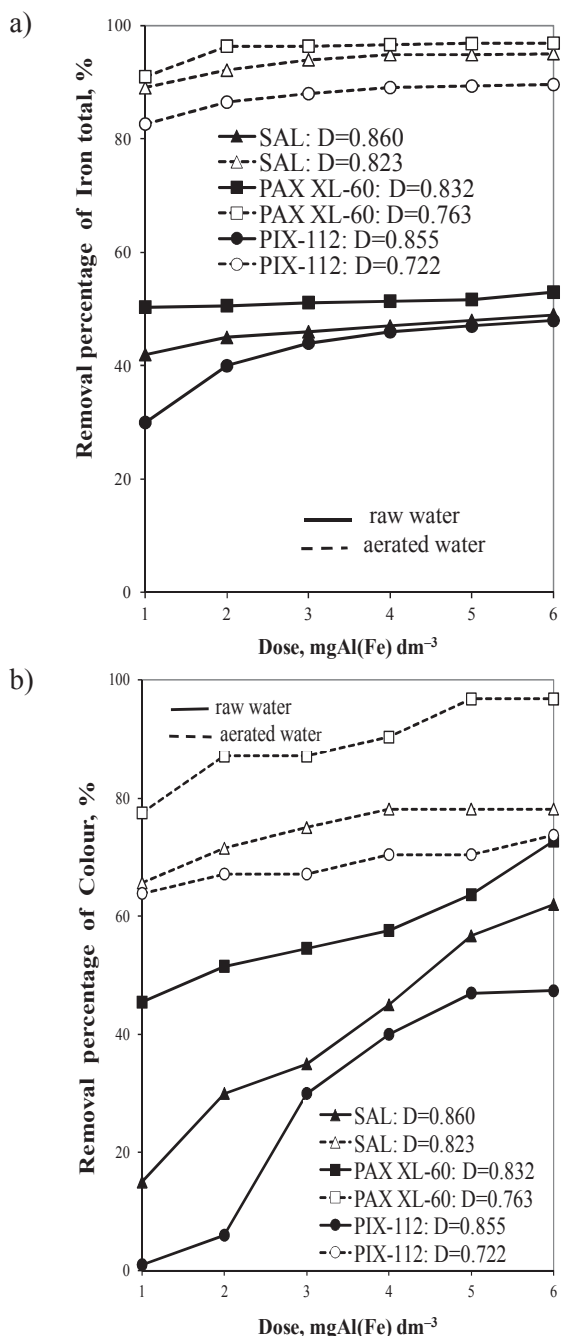 a)
Removal percentage of Iron total, %
100
80
60
40
20
0
SAL: D=0.860
SAL: D=0.823
PAX XL-60: D=0.832
PAX XL-60: D=0.763
PIX-112: D=0.855
PIX-112: D=0.722
raw water
aerated water
1 2 3 4 5 6
Dose, mgAl(Fe) dm⁻³
b)
Removal percentage of Colour, %
100
80
60
40
20
0
raw water
aerated water
SAL: D=0.860
SAL: D=0.823
PAX XL-60: D=0.832
PAX XL-60: D=0.763
PIX-112: D=0.855
PIX-112: D=0.722
1 2 3 4 5 6
Dose, mgAl(Fe) dm⁻³